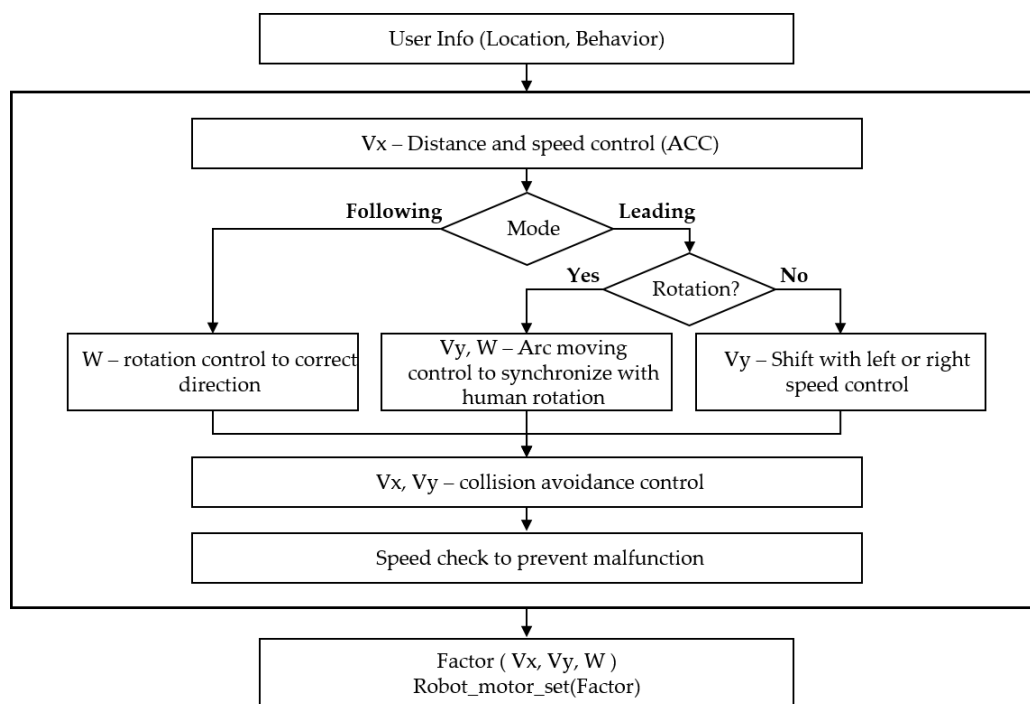 User Info (Location, Behavior)
Vx – Distance and speed control (ACC)
Following
Leading
Mode
Yes
No
Rotation?
W – rotation control to correct
direction
Vy, W – Arc moving
control to synchronize with
human rotation
Vy – Shift with left or right
speed control
Vx, Vy – collision avoidance control
Speed check to prevent malfunction
Factor ( Vx, Vy, W )
Robot_motor_set(Factor)